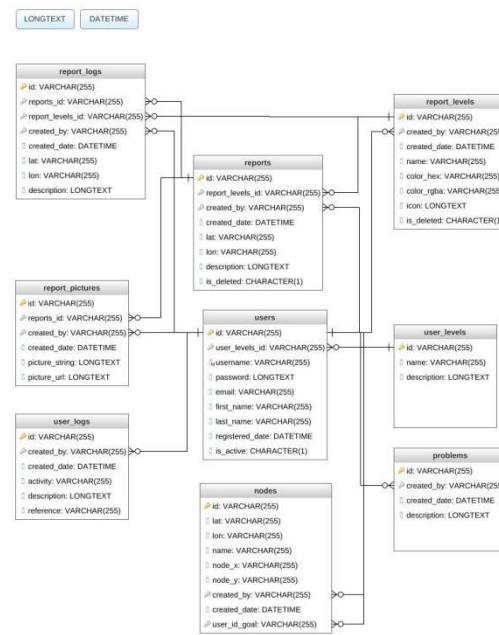 LONGTEXT
DATETIME
report_logs
id: VARCHAR(255)
reports_id: VARCHAR(255)
report_levels_id: VARCHAR(255)
created_by: VARCHAR(255)
created_date: DATETIME
lat: VARCHAR(255)
lon: VARCHAR(255)
description: LONGTEXT
report_levels
id: VARCHAR(255)
created_by: VARCHAR(255
created_date: DATETIME
name: VARCHAR(255)
color_hex: VARCHAR(255)
color_rgba: VARCHAR(255
icon: LONGTEXT
is_deleted: CHARACTER(1
reports
id: VARCHAR(255)
report_levels_id: VARCHAR(255)
created_by: VARCHAR(255)
created_date: DATETIME
lat: VARCHAR(255)
lon: VARCHAR(255)
description: LONGTEXT
is_deleted: CHARACTER(1)
report_pictures
id: VARCHAR(255)
reports_id: VARCHAR(255)
created_by: VARCHAR(255)
created_date: DATETIME
picture_string: LONGTEXT
picture_url: LONGTEXT
users
id: VARCHAR(255)
user_levels_id: VARCHAR(255)
username: VARCHAR(255)
password: LONGTEXT
email: VARCHAR(255)
first_name: VARCHAR(255)
last_name: VARCHAR(255)
registered_date: DATETIME
is_active: CHARACTER(1)
user_levels
id: VARCHAR(255)
name: VARCHAR(255)
description: LONGTEXT
user_logs
id: VARCHAR(255)
created_by: VARCHAR(255)
created_date: DATETIME
activity: VARCHAR(255)
description: LONGTEXT
reference: VARCHAR(255)
problems
id: VARCHAR(255)
created_by: VARCHAR(255
created_date: DATETIME
description: LONGTEXT
nodes
id: VARCHAR(255)
lat: VARCHAR(255)
lon: VARCHAR(255)
name: VARCHAR(255)
node_x: VARCHAR(255)
node_y: VARCHAR(255)
created_by: VARCHAR(255)
created_date: DATETIME
user_id_goal: VARCHAR(255)